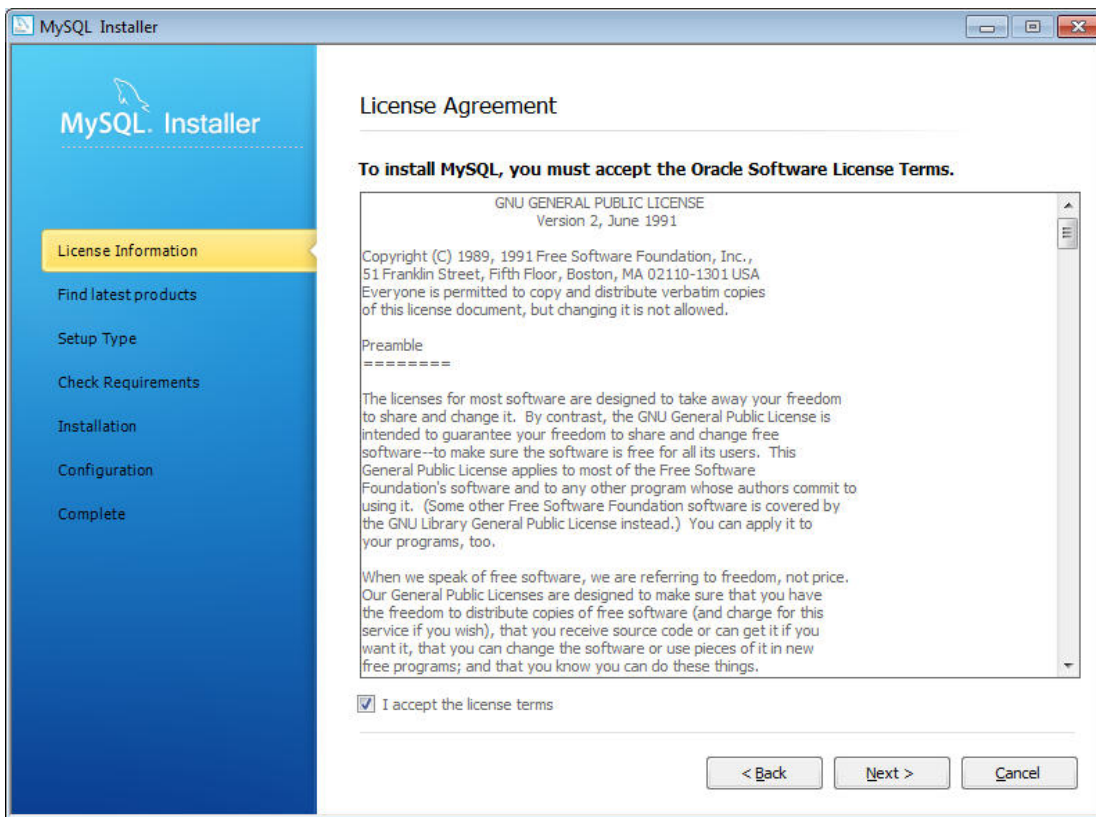 MySQL Installer
MySQL. Installer
License Information
Find latest products
Setup Type
Check Requirements
Installation
Configuration
Complete
License Agreement
To install MySQL, you must accept the Oracle Software License Terms.
GNU GENERAL PUBLIC LICENSE
Version 2, June 1991
Copyright (C) 1989, 1991 Free Software Foundation, Inc.,
51 Franklin Street, Fifth Floor, Boston, MA 02110-1301 USA
Everyone is permitted to copy and distribute verbatim copies
of this license document, but changing it is not allowed.
Preamble
========
The licenses for most software are designed to take away your freedom
to share and change it.  By contrast, the GNU General Public License is
intended to guarantee your freedom to share and change free
software--to make sure the software is free for all its users.  This
General Public License applies to most of the Free Software
Foundation's software and to any other program whose authors commit to
using it.  (Some other Free Software Foundation software is covered by
the GNU Library General Public License instead.)  You can apply it to
your programs, too.
When we speak of free software, we are referring to freedom, not price.
Our General Public Licenses are designed to make sure that you have
the freedom to distribute copies of free software (and charge for this
service if you wish), that you receive source code or can get it if you
want it, that you can change the software or use pieces of it in new
free programs; and that you know you can do these things.
I accept the license terms
< Back
Next >
Cancel